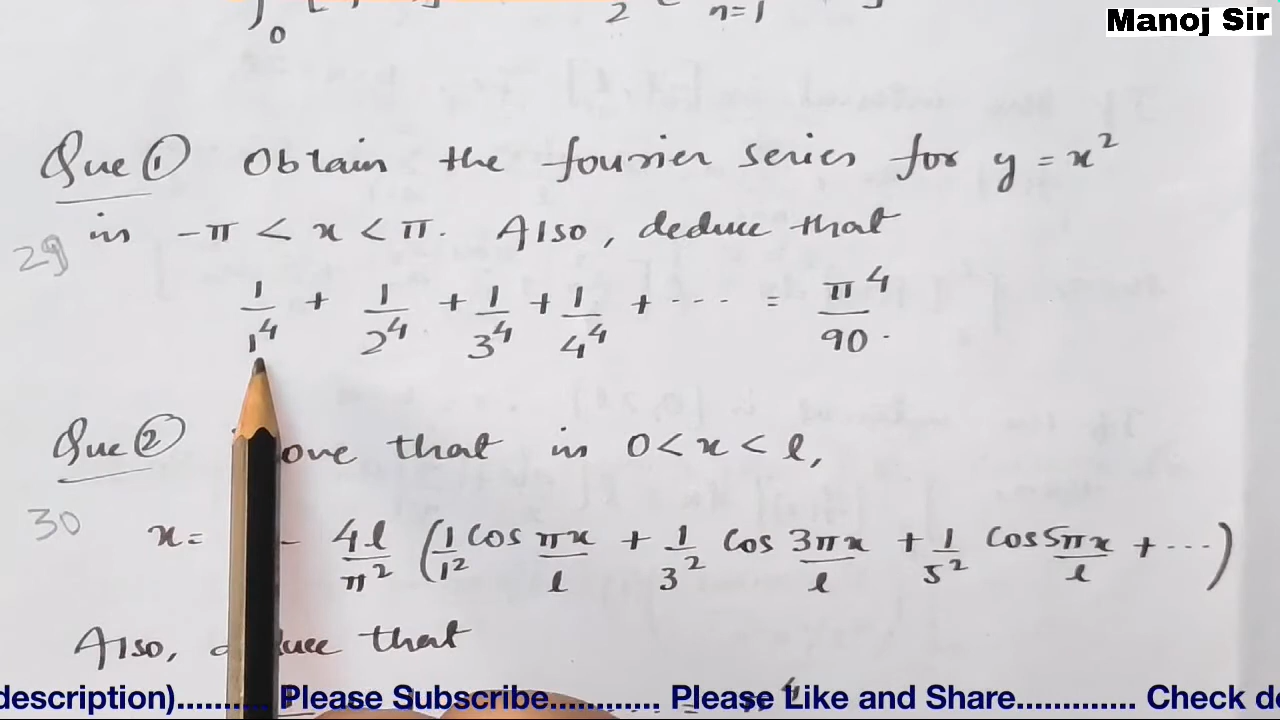 Manoj Sir
∫0 2 n=1
Que ① Obtain the fourier series for y = x²
29 in -π < x < π. Also, deduce that
1/1⁴ + 1/2⁴ + 1/3⁴ + 1/4⁴ + ... = π⁴/90.
Que ② ove that in 0 < x < l,
30 x = - 4l/π² (1/1² cos πx/l + 1/3² cos 3πx/l + 1/5² cos 5πx/l + ...)
Also, that
description).......... Please Subscribe............ Please Like and Share.............. Check de